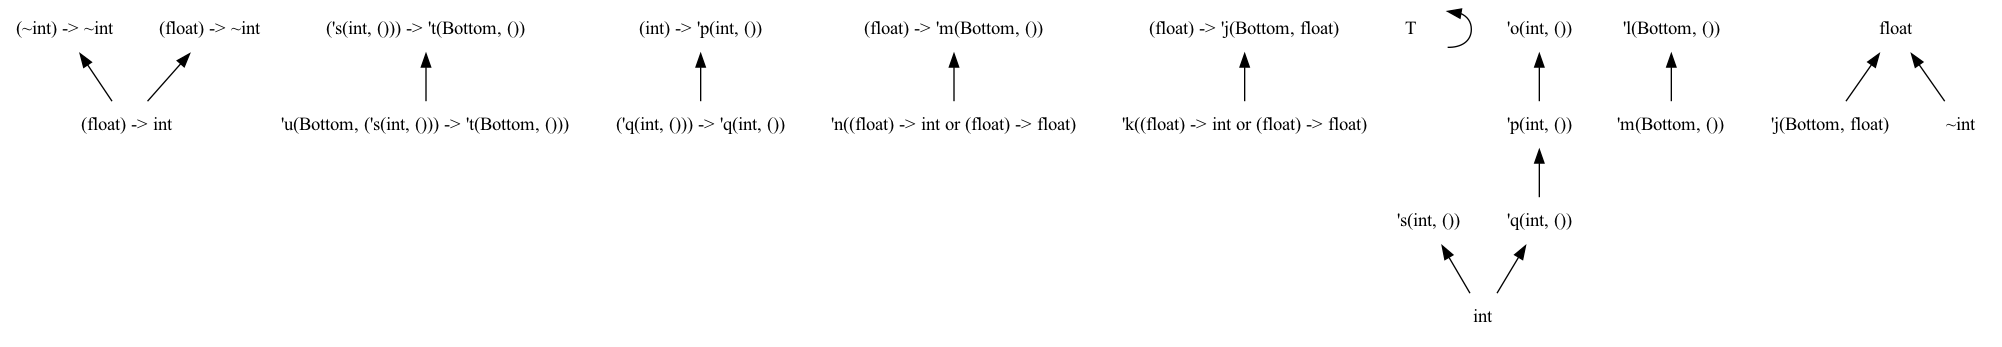 (~int) -> ~int (float) -> ~int ('s(int, ())) -> 't(Bottom, ()) (int) -> 'p(int, ()) (float) -> 'm(Bottom, ()) (float) -> 'j(Bottom, float) T 'o(int, ()) 'l(Bottom, ()) float
(float) -> int 'u(Bottom, ('s(int, ())) -> 't(Bottom, ())) ('q(int, ())) -> 'q(int, ()) 'n((float) -> int or (float) -> float) 'k((float) -> int or (float) -> float) 'p(int, ()) 'm(Bottom, ()) 'j(Bottom, float) ~int
's(int, ()) 'q(int, ())
int